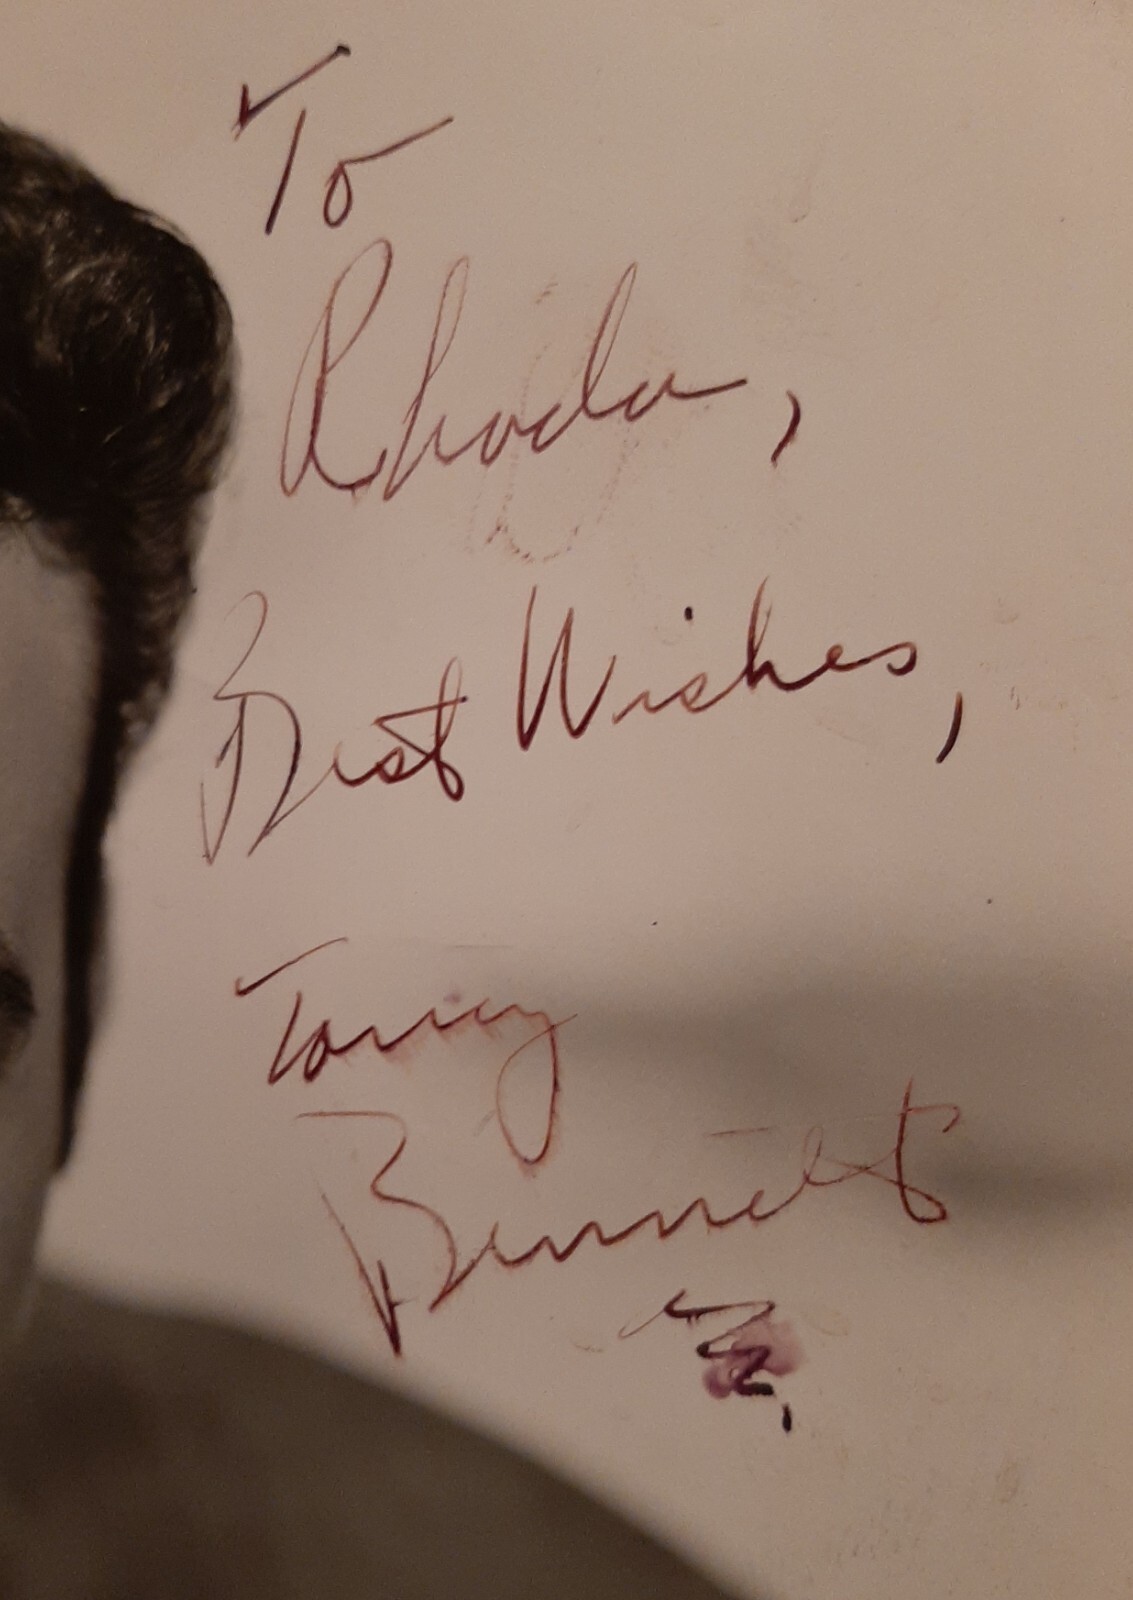 To
Rhoda,
Best Wishes,
Tony
Bennett